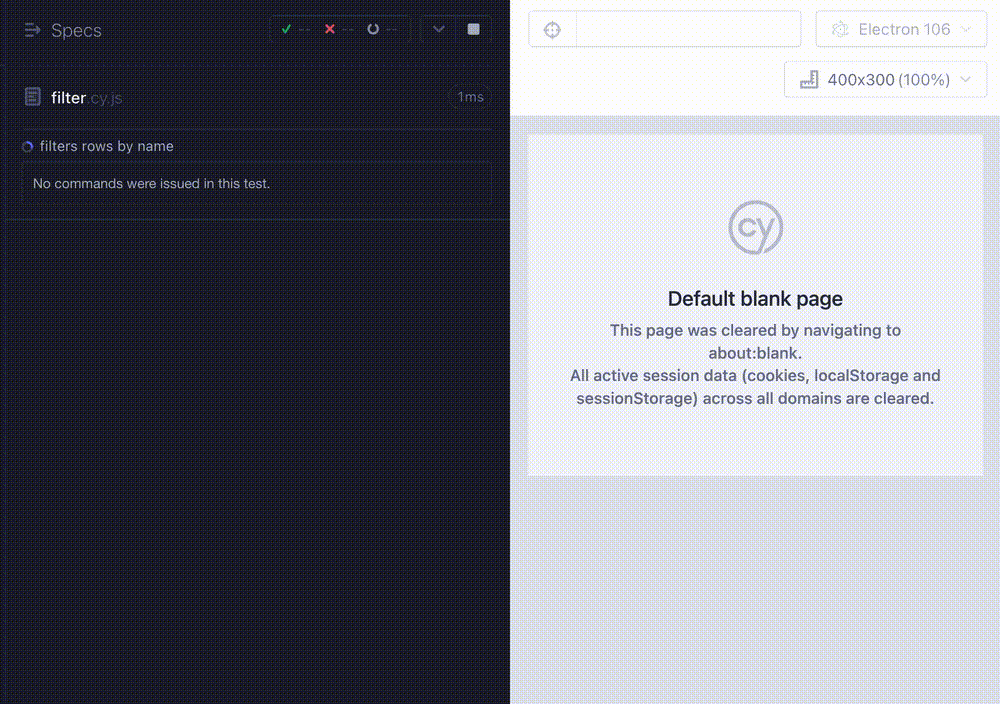 Specs
-- -- --
Electron 106
400x300 (100%)
filter.cy.js
1ms
filters rows by name
No commands were issued in this test.
cy
Default blank page
This page was cleared by navigating to
about:blank.
All active session data (cookies, localStorage and
sessionStorage) across all domains are cleared.